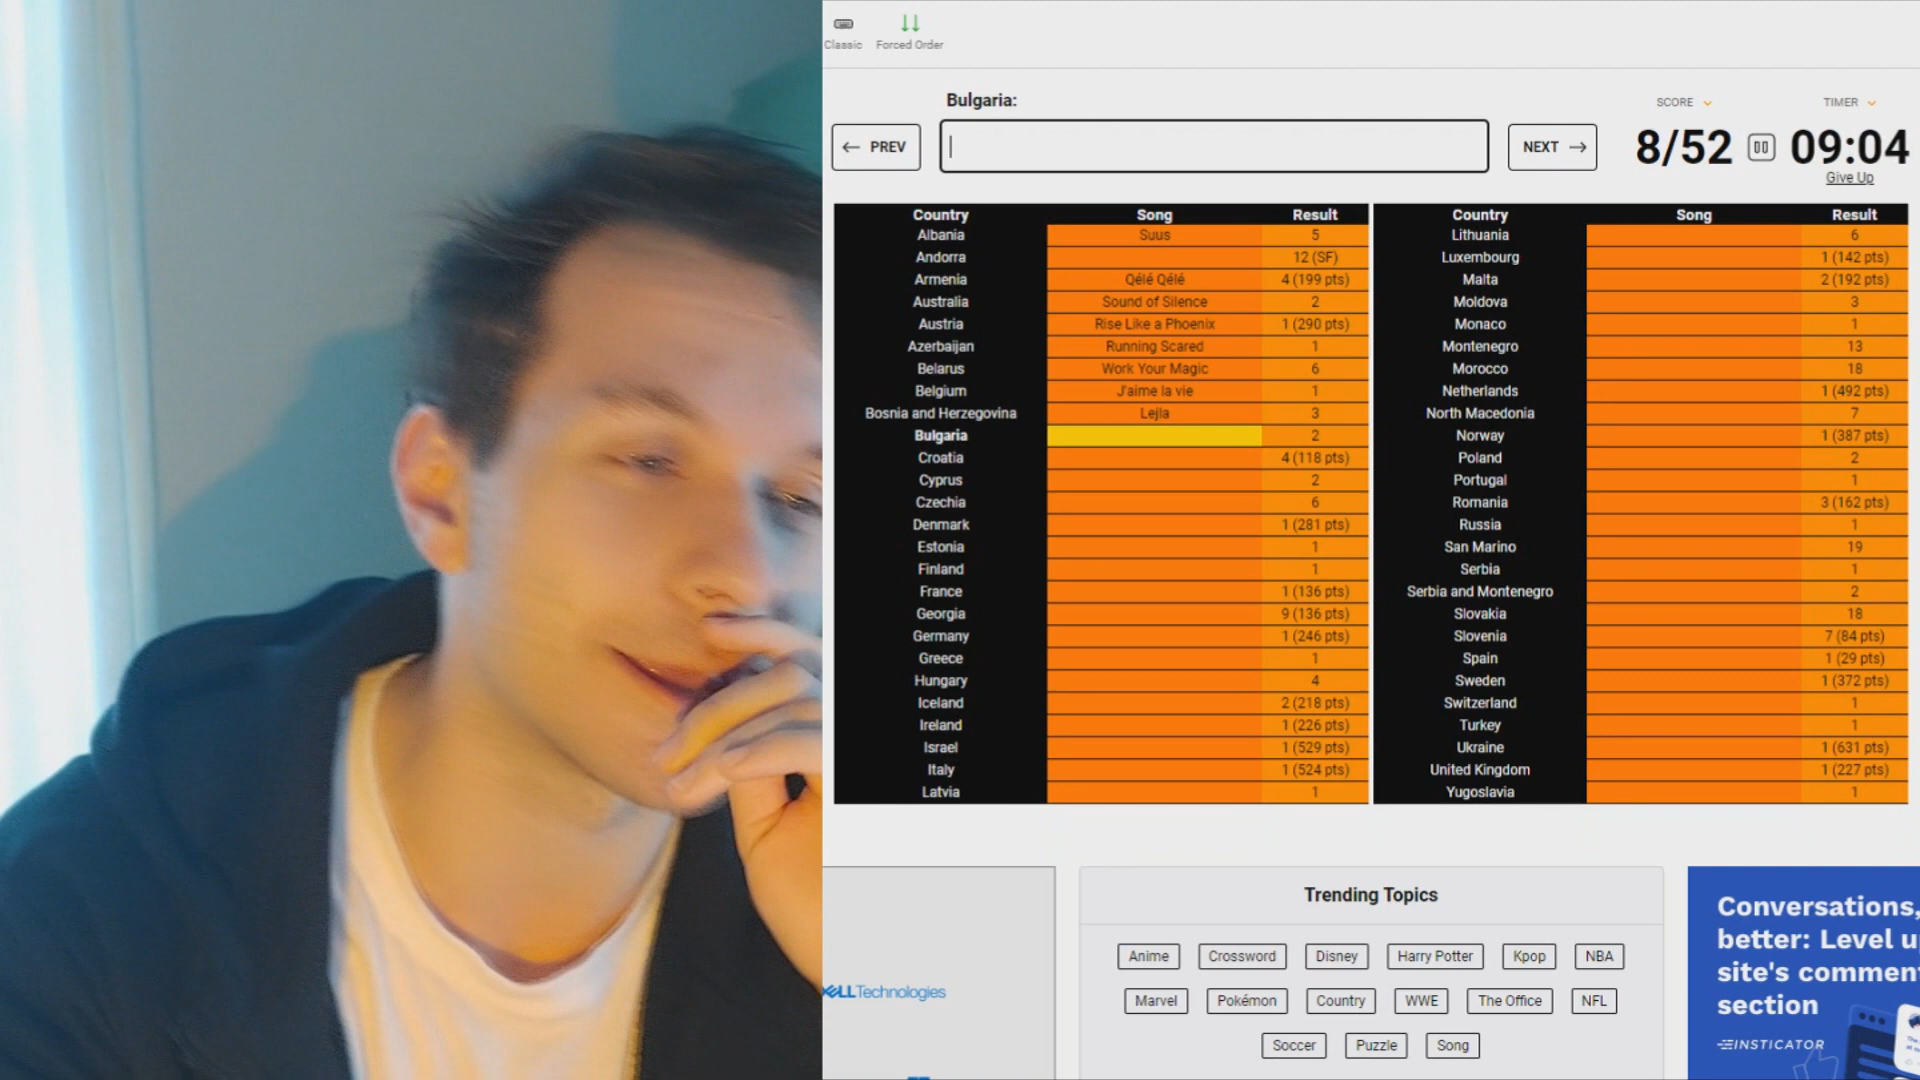 Classic
Forced Order
Bulgaria:
SCORE
TIMER
← PREV
NEXT →
8/52
09:04
Give Up
Country Song Result
Albania Suus 5
Andorra 12 (SF)
Armenia Qélé Qélé 4 (199 pts)
Australia Sound of Silence 2
Austria Rise Like a Phoenix 1 (290 pts)
Azerbaijan Running Scared 1
Belarus Work Your Magic 6
Belgium J'aime la vie 1
Bosnia and Herzegovina Lejla 3
Bulgaria 2
Croatia 4 (118 pts)
Cyprus 2
Czechia 6
Denmark 1 (281 pts)
Estonia 1
Finland 1
France 1 (136 pts)
Georgia 9 (136 pts)
Germany 1 (246 pts)
Greece 1
Hungary 4
Iceland 2 (218 pts)
Ireland 1 (226 pts)
Israel 1 (529 pts)
Italy 1 (524 pts)
Latvia 1
Country Song Result
Lithuania 6
Luxembourg 1 (142 pts)
Malta 2 (192 pts)
Moldova 3
Monaco 1
Montenegro 13
Morocco 18
Netherlands 1 (492 pts)
North Macedonia 7
Norway 1 (387 pts)
Poland 2
Portugal 1
Romania 3 (162 pts)
Russia 1
San Marino 19
Serbia 1
Serbia and Montenegro 2
Slovakia 18
Slovenia 7 (84 pts)
Spain 1 (29 pts)
Sweden 1 (372 pts)
Switzerland 1
Turkey 1
Ukraine 1 (631 pts)
United Kingdom 1 (227 pts)
Yugoslavia 1
DELLTechnologies
Trending Topics
Anime Crossword Disney Harry Potter Kpop NBA
Marvel Pokémon Country WWE The Office NFL
Soccer Puzzle Song
Conversations,
better: Level u
site's commen
section
INSTICATOR